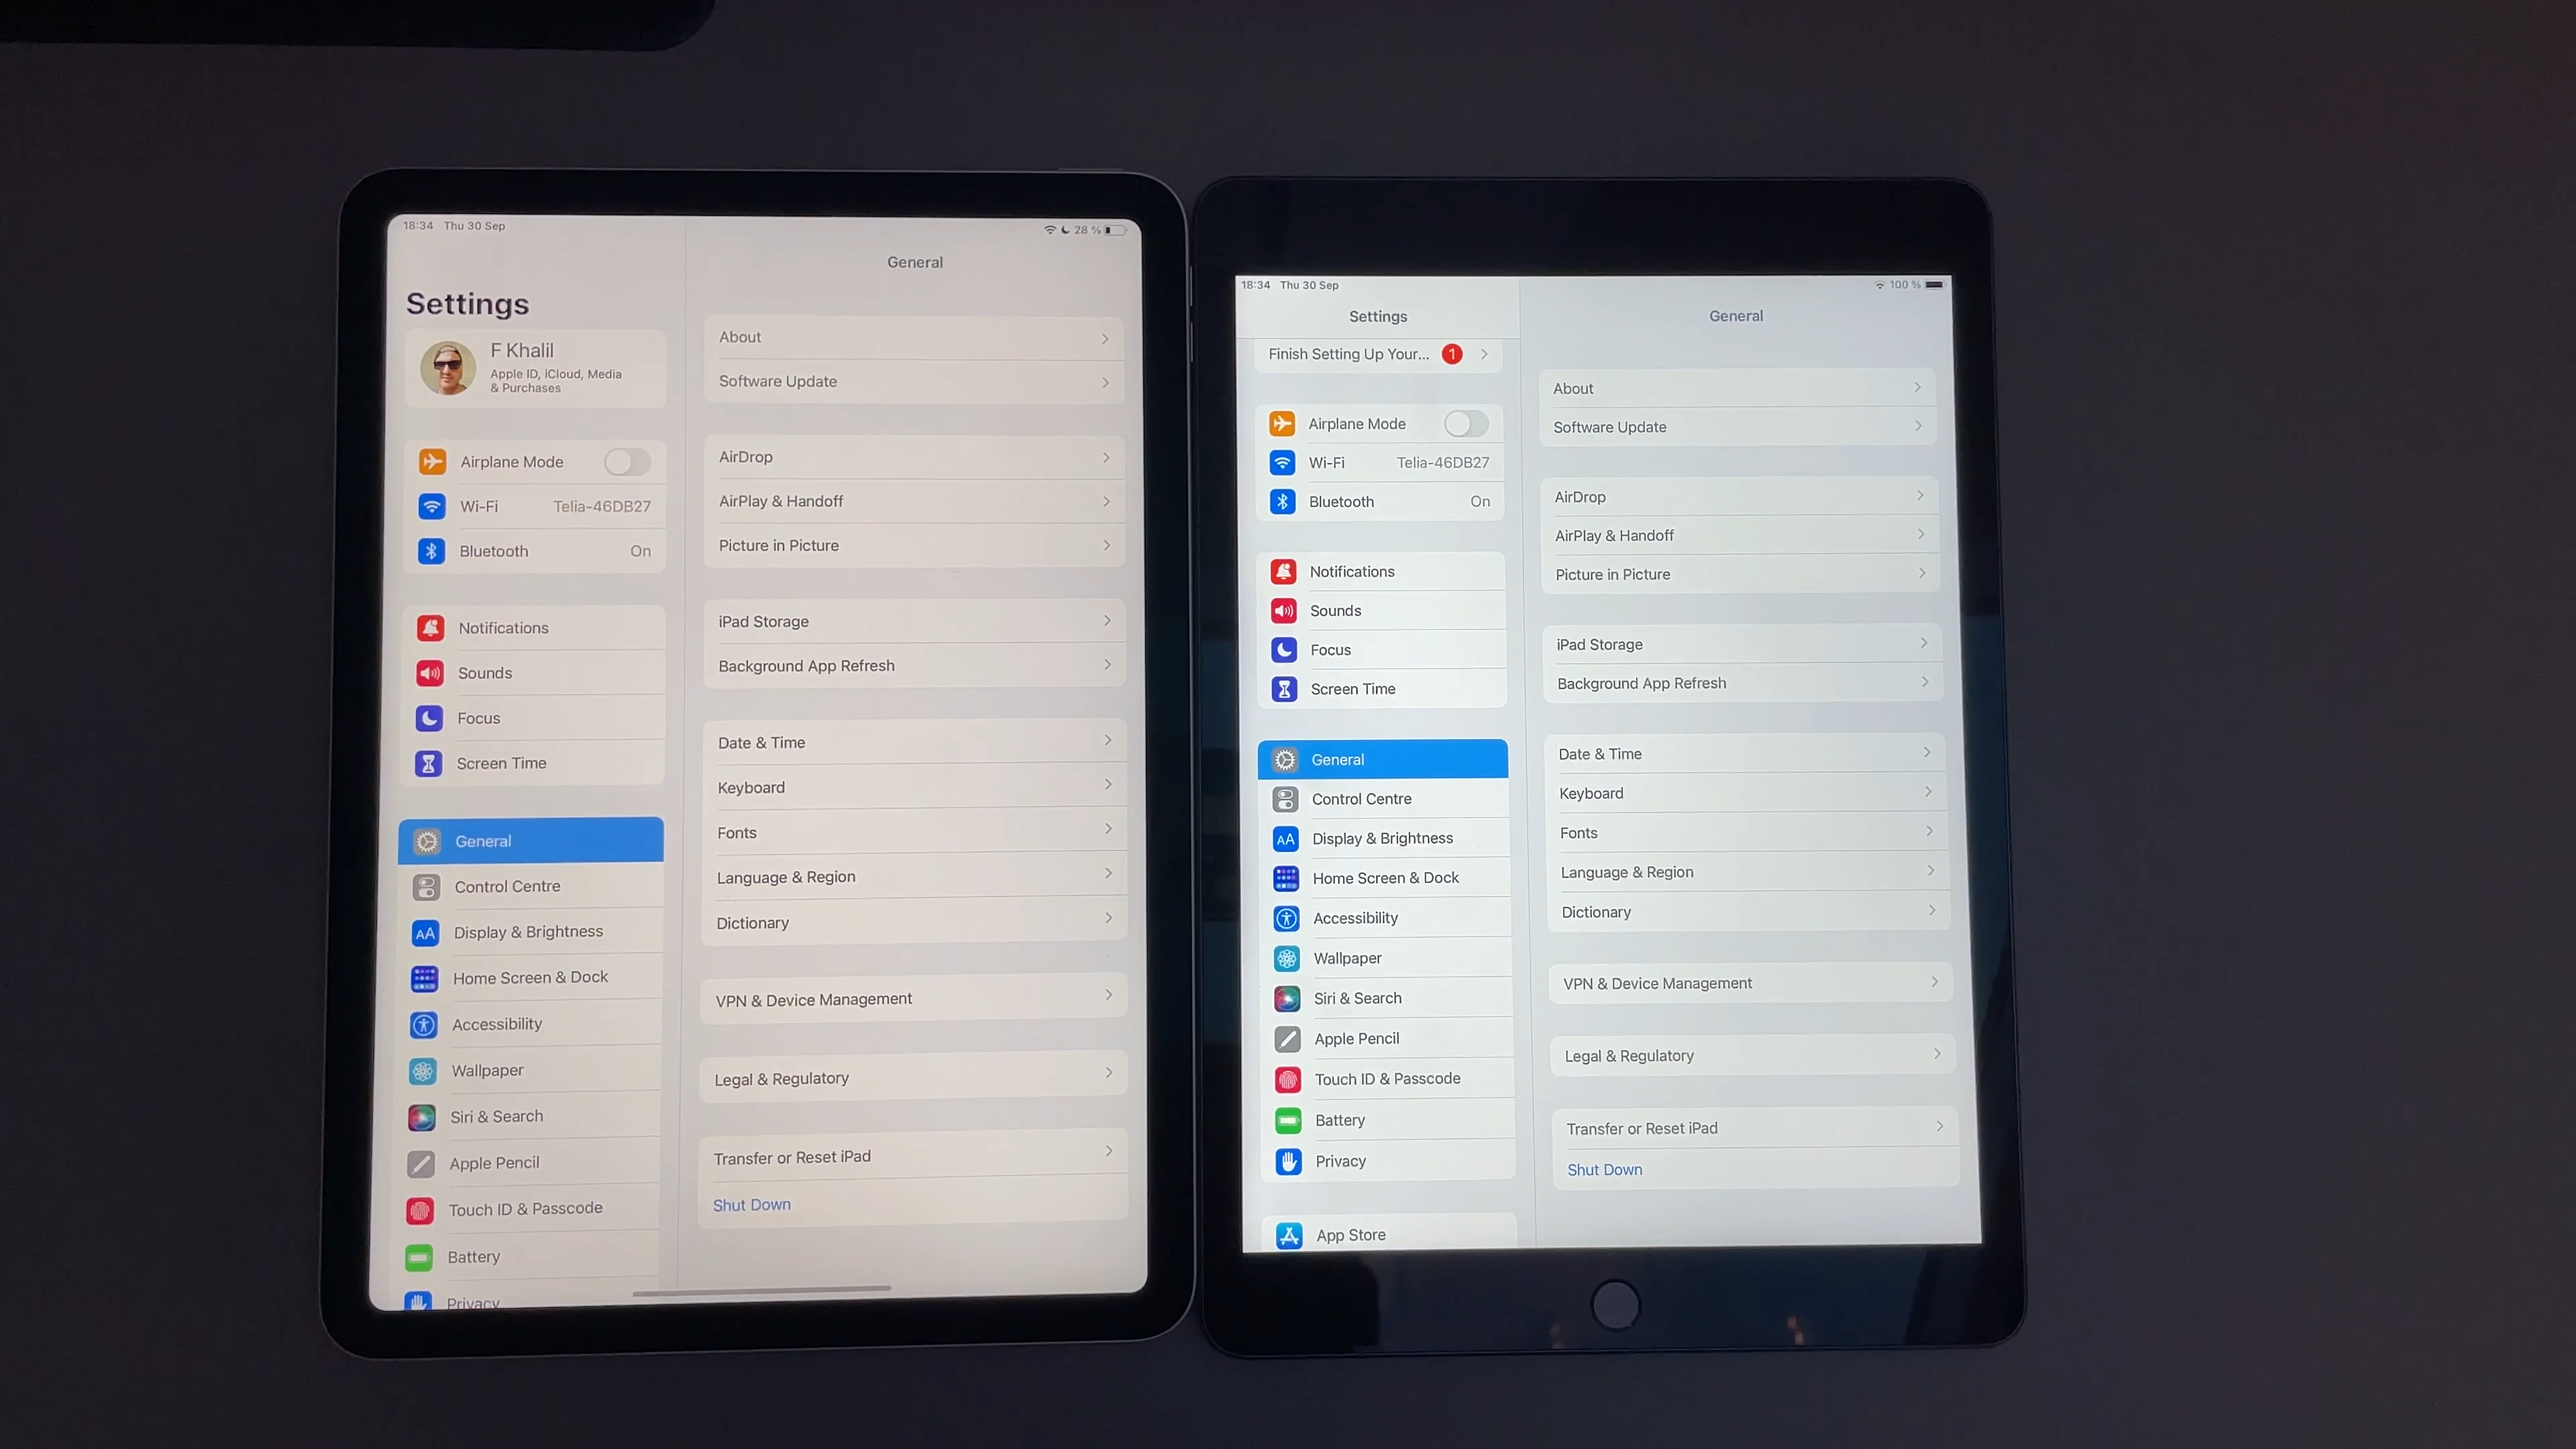 18:34 Thu 30 Sep
28 %
Settings
F Khalil
Apple ID, iCloud, Media
& Purchases
Airplane Mode
Wi-Fi Telia-46DB27
Bluetooth On
Notifications
Sounds
Focus
Screen Time
General
Control Centre
AA Display & Brightness
Home Screen & Dock
Accessibility
Wallpaper
Siri & Search
Apple Pencil
Touch ID & Passcode
Battery
Privacy
General
About
Software Update
AirDrop
AirPlay & Handoff
Picture in Picture
iPad Storage
Background App Refresh
Date & Time
Keyboard
Fonts
Language & Region
Dictionary
VPN & Device Management
Legal & Regulatory
Transfer or Reset iPad
Shut Down
18:34 Thu 30 Sep
100 %
Settings
Finish Setting Up Your... 1
Airplane Mode
Wi-Fi Telia-46DB27
Bluetooth On
Notifications
Sounds
Focus
Screen Time
General
Control Centre
AA Display & Brightness
Home Screen & Dock
Accessibility
Wallpaper
Siri & Search
Apple Pencil
Touch ID & Passcode
Battery
Privacy
App Store
General
About
Software Update
AirDrop
AirPlay & Handoff
Picture in Picture
iPad Storage
Background App Refresh
Date & Time
Keyboard
Fonts
Language & Region
Dictionary
VPN & Device Management
Legal & Regulatory
Transfer or Reset iPad
Shut Down